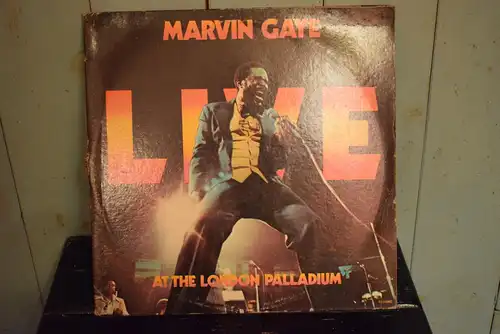 MARVIN GAYE
LIVE
AT THE LONDON PALLADIUM